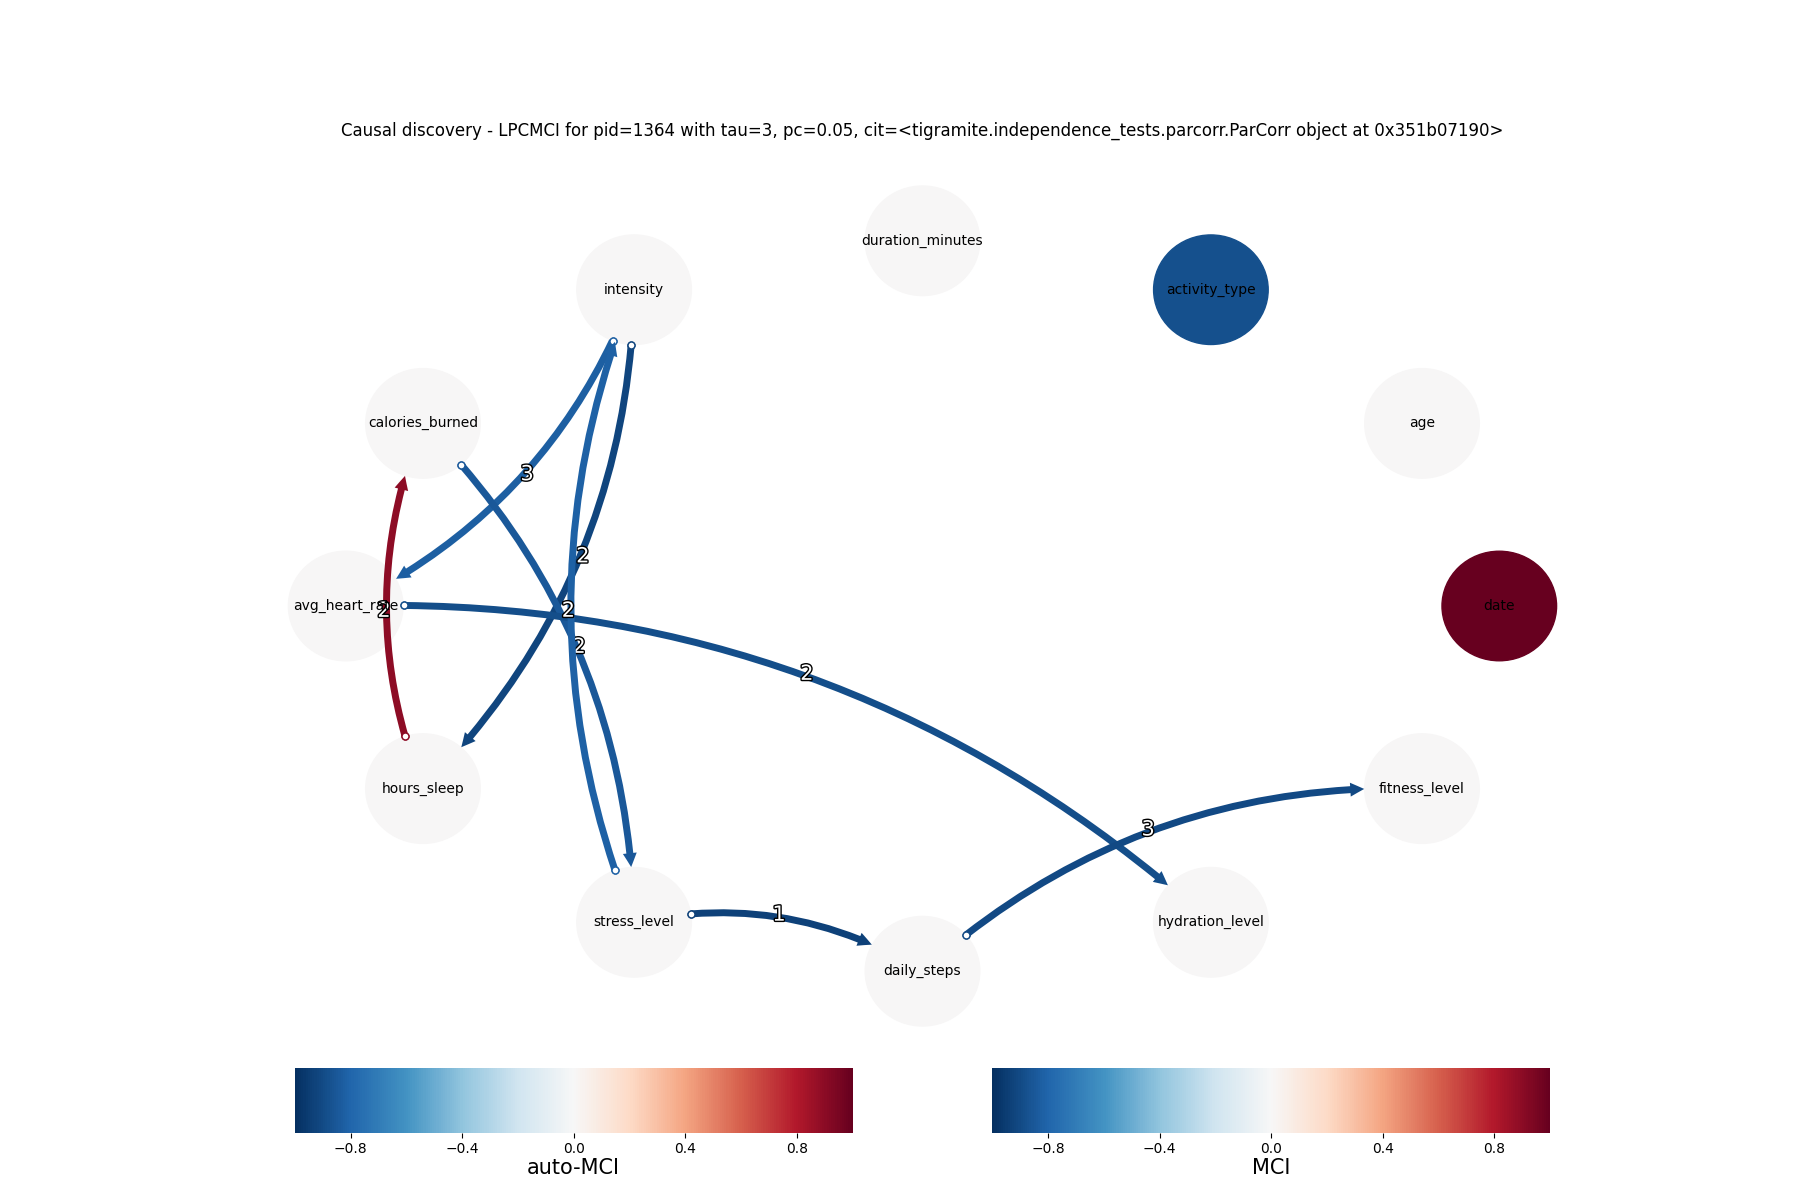 Causal discovery - LPCMCI for pid=1364 with tau=3, pc=0.05, cit=<tigramite.independence_tests.parcorr.ParCorr object at 0x351b07190>
duration_minutes
intensity
activity_type
calories_burned
age
3
2
avg_heart_rate
2
2
date
2
2
hours_sleep
fitness_level
3
1
stress_level
hydration_level
daily_steps
−0.8 −0.4 0.0 0.4 0.8
auto-MCI
−0.8 −0.4 0.0 0.4 0.8
MCI